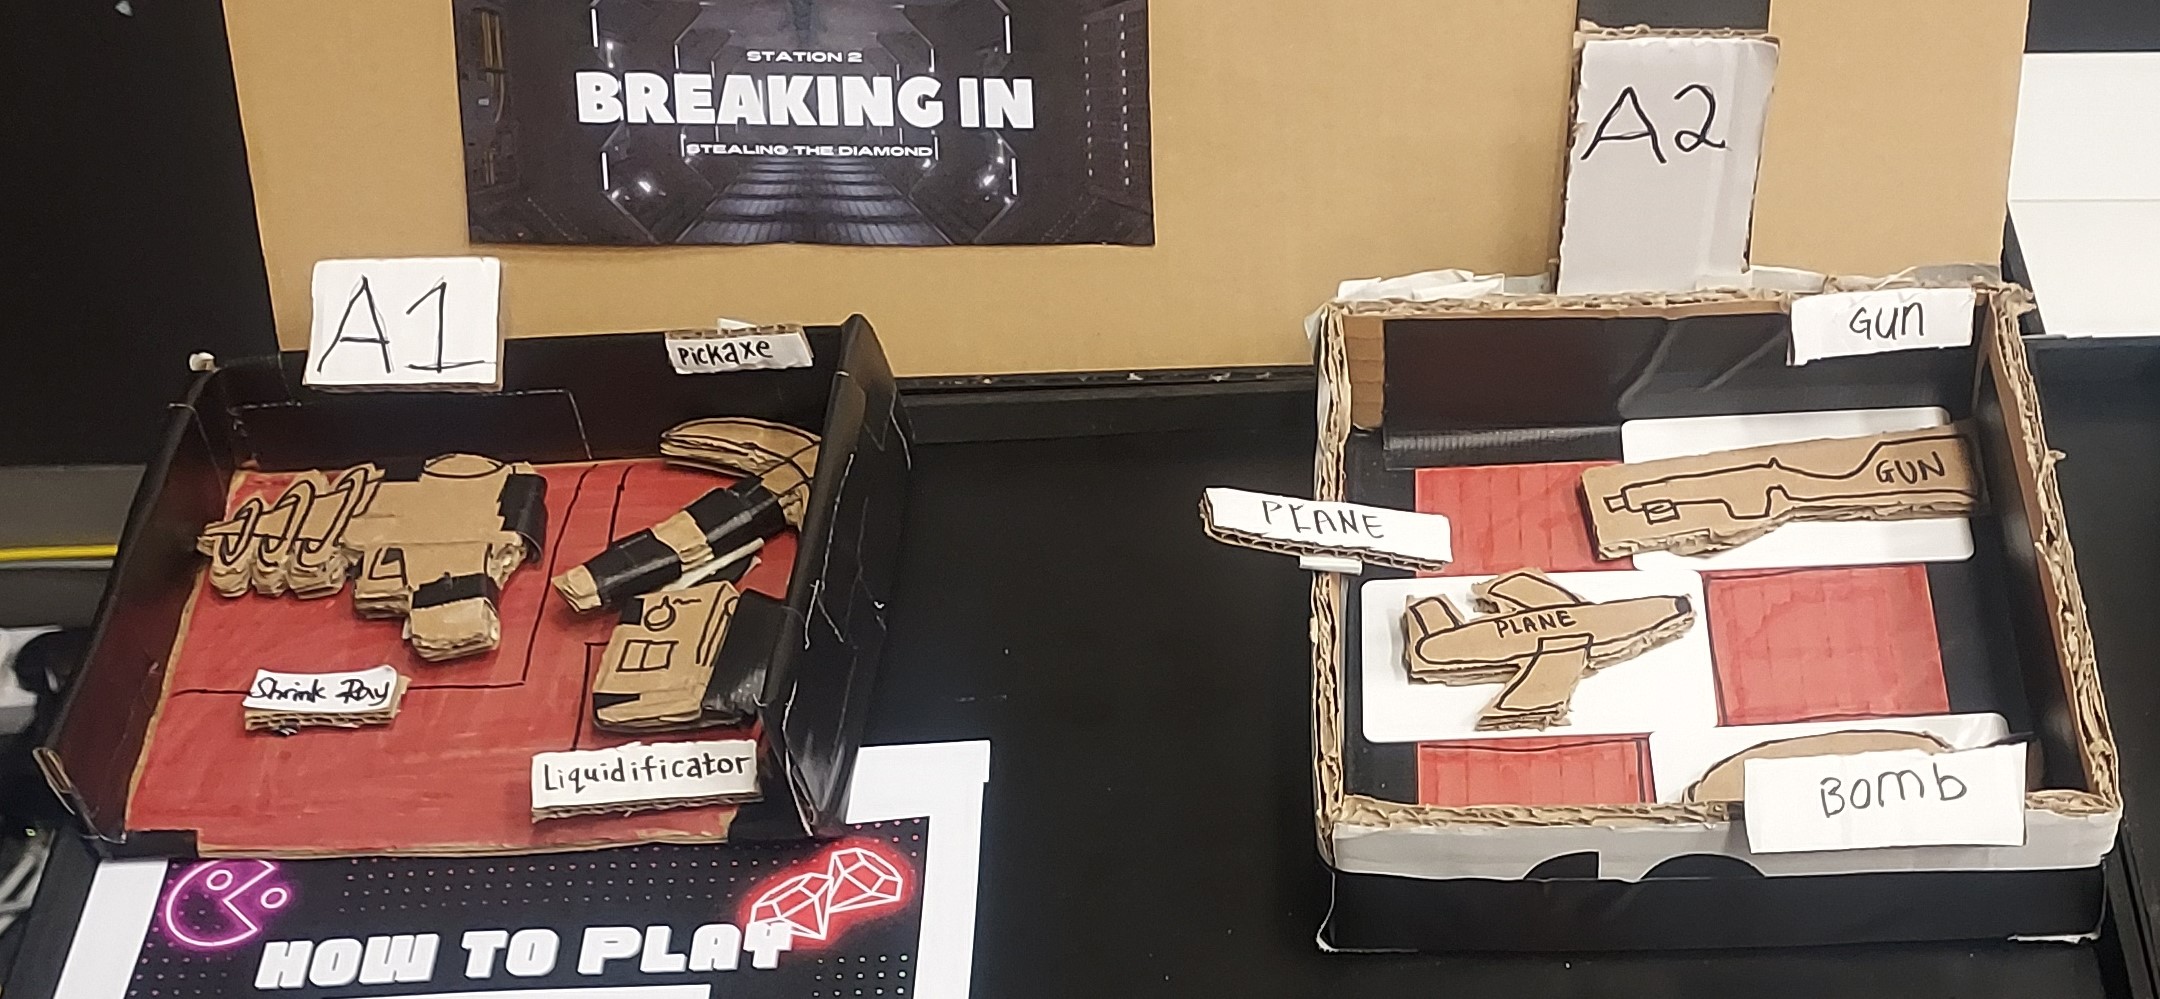 STATION 2
BREAKING IN
STEALING THE DIAMOND
A2
A1
Pickaxe
Gun
GUN
PLANE
PLANE
Shrink Ray
Liquidificator
Bomb
HOW TO PLAY